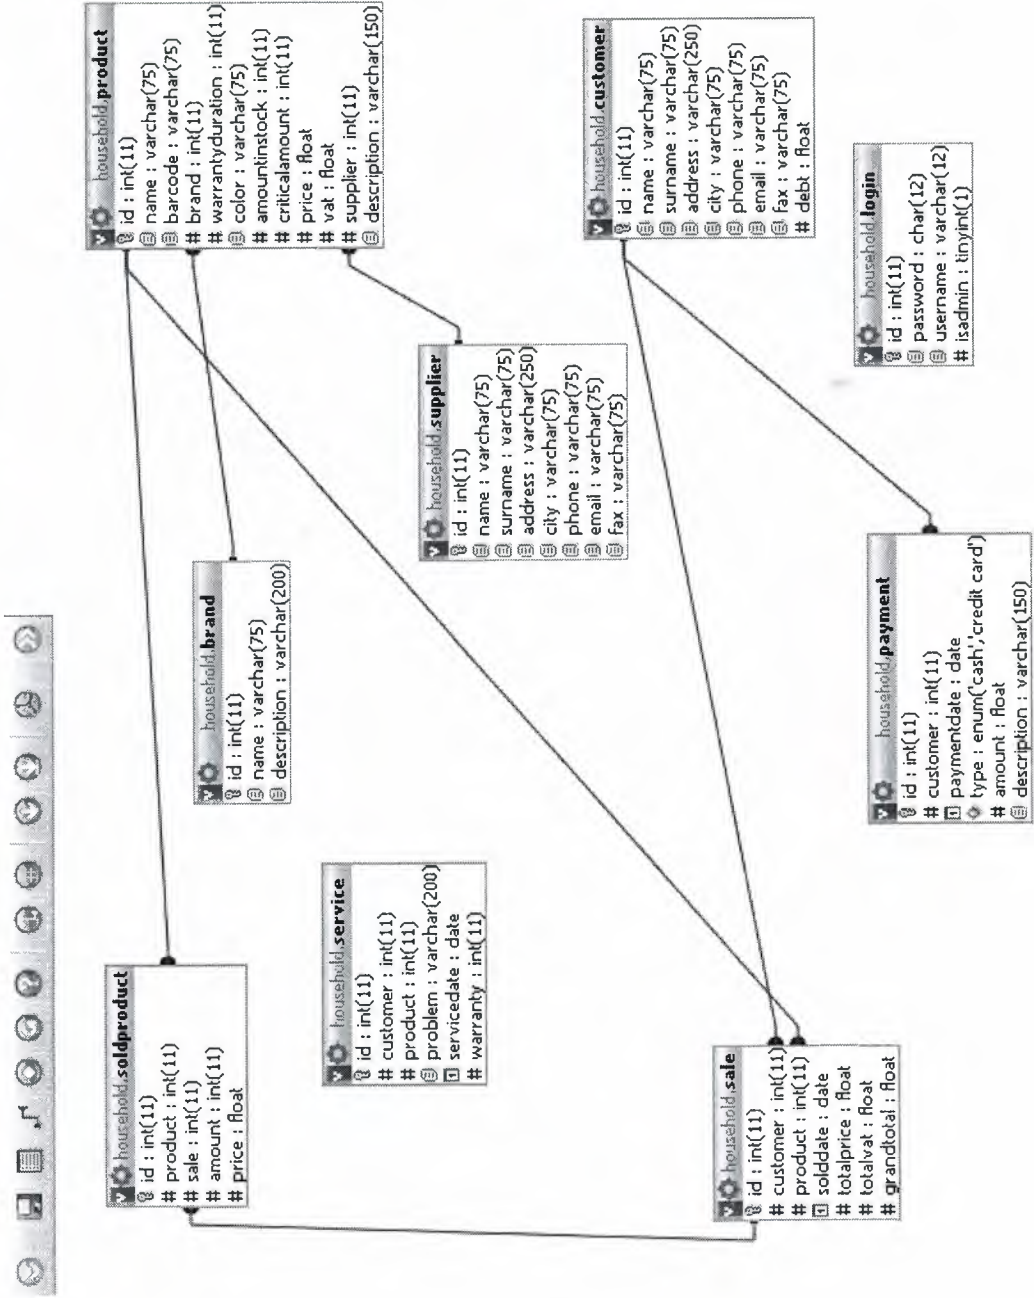 household.soldproduct
id : int(11)
# product : int(11)
# sale : int(11)
# amount : int(11)
# price : float
household.product
id : int(11)
name : varchar(75)
barcode : varchar(75)
# brand : int(11)
# warrantyduration : int(11)
color : varchar(75)
# amountinstock : int(11)
# criticalamount : int(11)
# price : float
# vat : float
# supplier : int(11)
description : varchar(150)
household.brand
id : int(11)
name : varchar(75)
description : varchar(200)
household.service
id : int(11)
# customer : int(11)
# product : int(11)
problem : varchar(200)
servicedate : date
# warranty : int(11)
household.supplier
id : int(11)
name : varchar(75)
surname : varchar(75)
address : varchar(250)
city : varchar(75)
phone : varchar(75)
email : varchar(75)
fax : varchar(75)
household.customer
id : int(11)
name : varchar(75)
surname : varchar(75)
address : varchar(250)
city : varchar(75)
phone : varchar(75)
email : varchar(75)
fax : varchar(75)
# debt : float
household.sale
id : int(11)
# customer : int(11)
# product : int(11)
solddate : date
# totalprice : float
# totalvat : float
# grandtotal : float
household.payment
id : int(11)
# customer : int(11)
paymentdate : date
type : enum('cash','credit card')
# amount : float
description : varchar(150)
household.login
id : int(11)
password : char(12)
username : varchar(12)
# isadmin : tinyint(1)